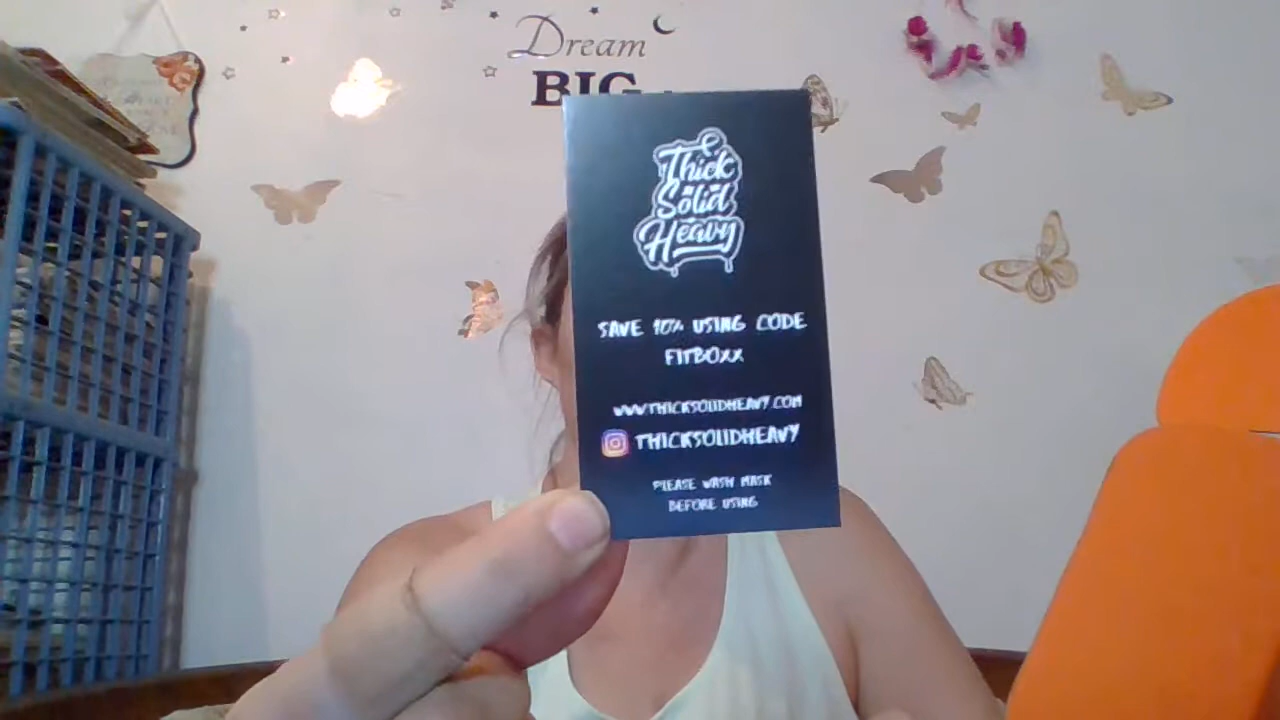 Dream
BIG
Thick
Solid
Heavy
SAVE 10% USING CODE
FITBOXX
WWW.THICKSOLIDHEAVY.COM
THICKSOLIDHEAVY
PLEASE WASH MASK
BEFORE USING